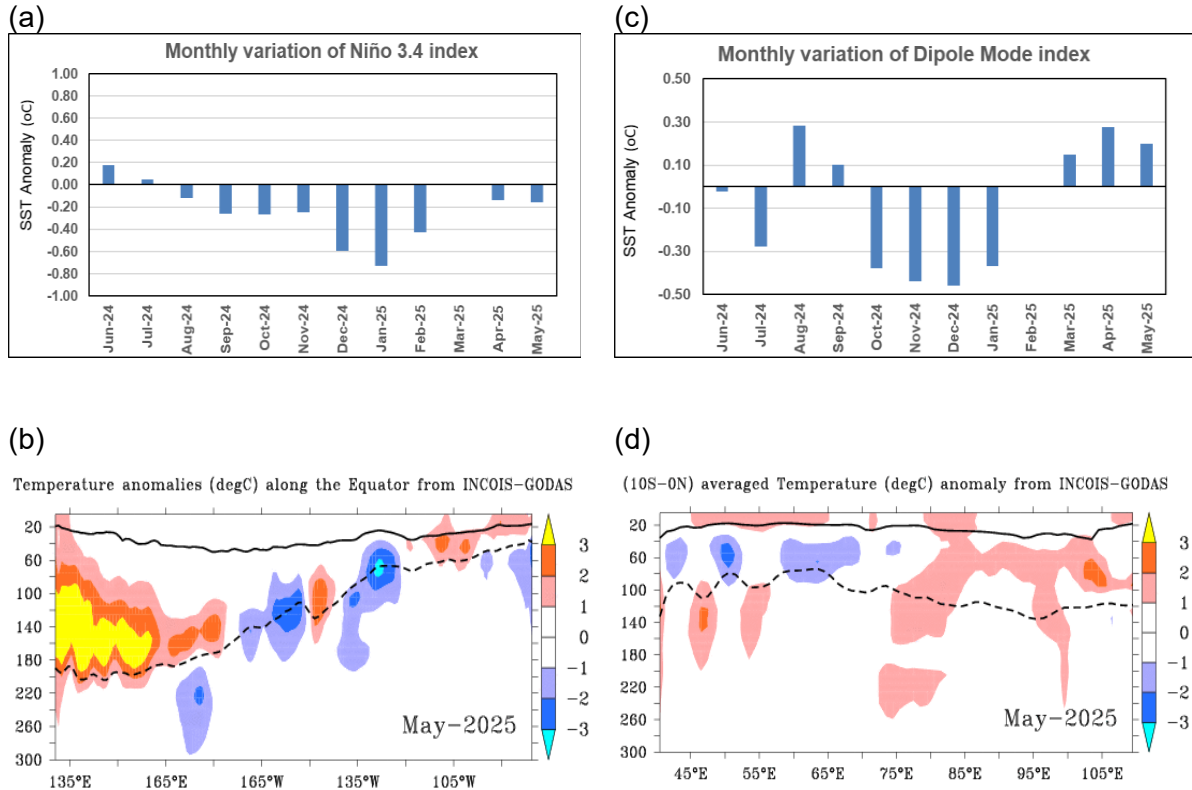 (a)
Monthly variation of Niño 3.4 index
SST Anomaly (oC)
1.00
0.80
0.60
0.40
0.20
0.00
-0.20
-0.40
-0.60
-0.80
-1.00
Jun-24
Jul-24
Aug-24
Sep-24
Oct-24
Nov-24
Dec-24
Jan-25
Feb-25
Mar-25
Apr-25
May-25
(c)
Monthly variation of Dipole Mode index
SST Anomaly (oC)
0.50
0.30
0.10
-0.10
-0.30
-0.50
Jun-24
Jul-24
Aug-24
Sep-24
Oct-24
Nov-24
Dec-24
Jan-25
Feb-25
Mar-25
Apr-25
May-25
(b)
Temperature anomalies (degC) along the Equator from INCOIS-GODAS
20
60
100
140
180
220
260
300
135°E
165°E
165°W
135°W
105°W
May-2025
3
2
1
0
-1
-2
-3
(d)
(10S-0N) averaged Temperature (degC) anomaly from INCOIS-GODAS
20
60
100
140
180
220
260
300
45°E
55°E
65°E
75°E
85°E
95°E
105°E
May-2025
3
2
1
0
-1
-2
-3